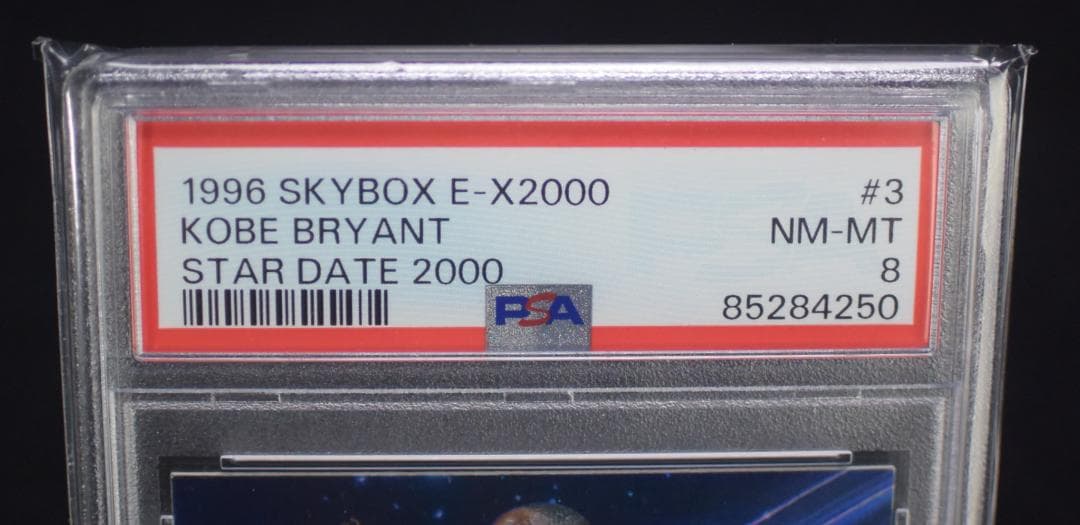 1996 SKYBOX E-X2000 #3
KOBE BRYANT NM-MT
STAR DATE 2000 8
PSA 85284250